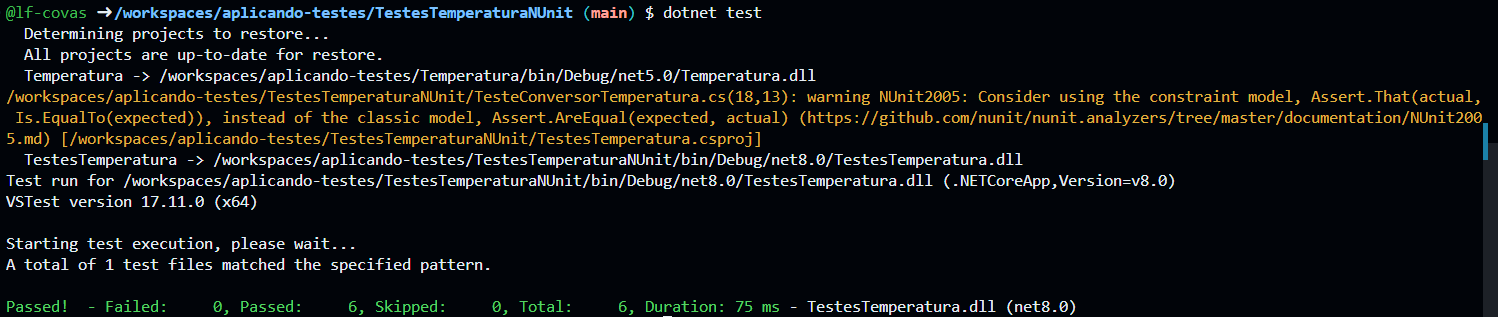 @lf-covas ➜/workspaces/aplicando-testes/TestesTemperaturaNUnit (main) $ dotnet test
  Determining projects to restore...
  All projects are up-to-date for restore.
  Temperatura -> /workspaces/aplicando-testes/Temperatura/bin/Debug/net5.0/Temperatura.dll
/workspaces/aplicando-testes/TestesTemperaturaNUnit/TesteConversorTemperatura.cs(18,13): warning NUnit2005: Consider using the constraint model, Assert.That(actual,
 Is.EqualTo(expected)), instead of the classic model, Assert.AreEqual(expected, actual) (https://github.com/nunit/nunit.analyzers/tree/master/documentation/NUnit200
5.md) [/workspaces/aplicando-testes/TestesTemperaturaNUnit/TestesTemperatura.csproj]
  TestesTemperatura -> /workspaces/aplicando-testes/TestesTemperaturaNUnit/bin/Debug/net8.0/TestesTemperatura.dll
Test run for /workspaces/aplicando-testes/TestesTemperaturaNUnit/bin/Debug/net8.0/TestesTemperatura.dll (.NETCoreApp,Version=v8.0)
VSTest version 17.11.0 (x64)

Starting test execution, please wait...
A total of 1 test files matched the specified pattern.

Passed!  - Failed:     0, Passed:     6, Skipped:     0, Total:     6, Duration: 75 ms - TestesTemperatura.dll (net8.0)